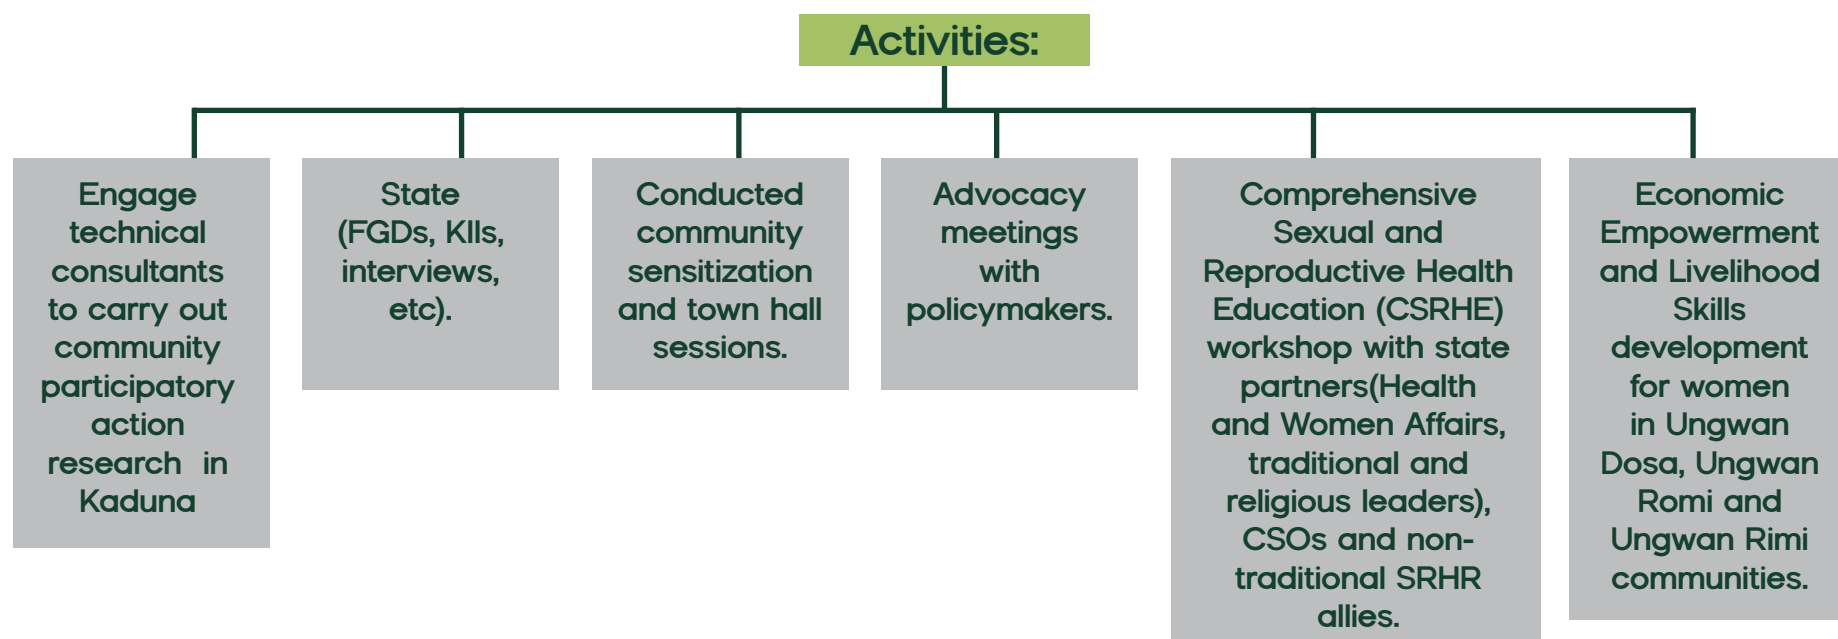 Activities:
Engage
technical
consultants
to carry out
community
participatory
action
research in
Kaduna
State
(FGDs, KIIs,
interviews,
etc).
Conducted
community
sensitization
and town hall
sessions.
Advocacy
meetings
with
policymakers.
Comprehensive
Sexual and
Reproductive Health
Education (CSRHE)
workshop with state
partners(Health
and Women Affairs,
traditional and
religious leaders),
CSOs and non-
traditional SRHR
allies.
Economic
Empowerment
and Livelihood
Skills
development
for women
in Ungwan
Dosa, Ungwan
Romi and
Ungwan Rimi
communities.